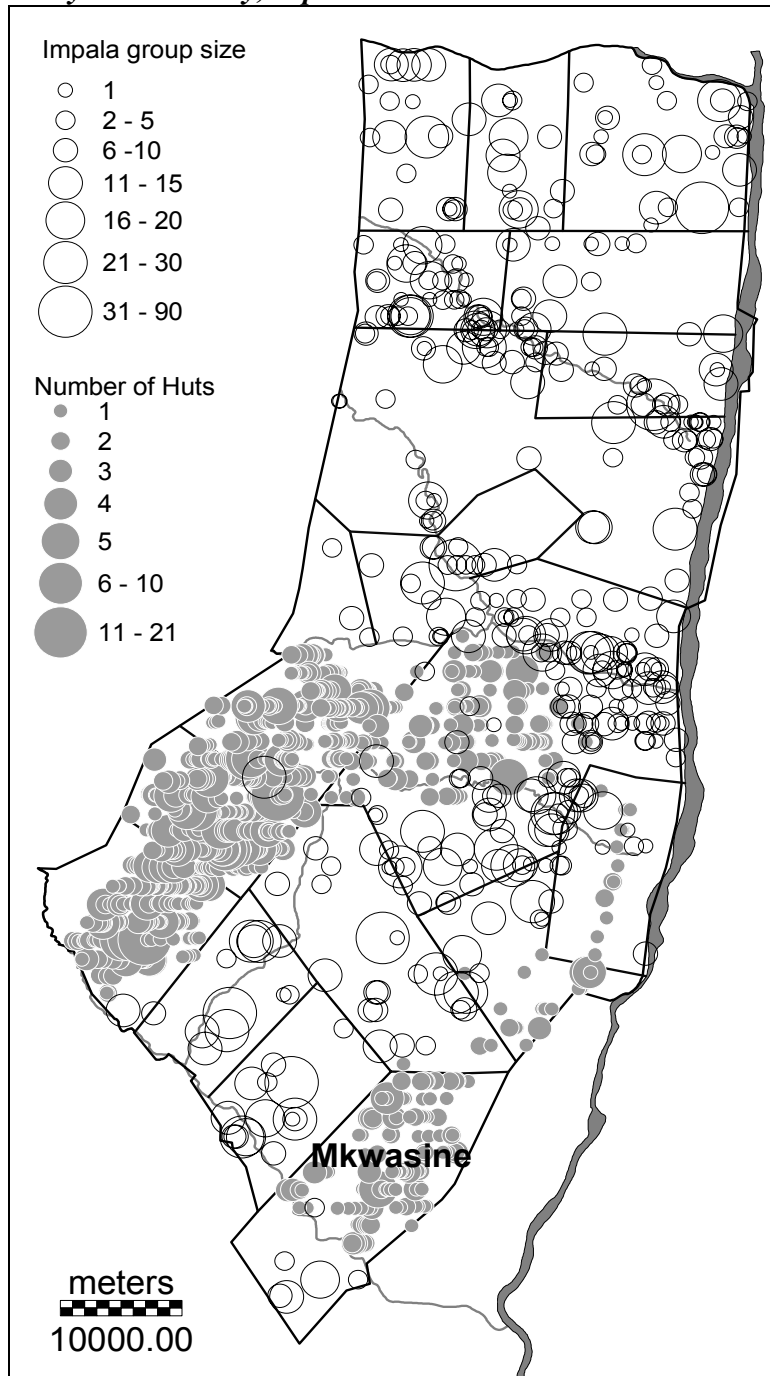 Impala group size
1
2 - 5
6 -10
11 - 15
16 - 20
21 - 30
31 - 90
Number of Huts
1
2
3
4
5
6 - 10
11 - 21
Mkwasine
meters
10000.00